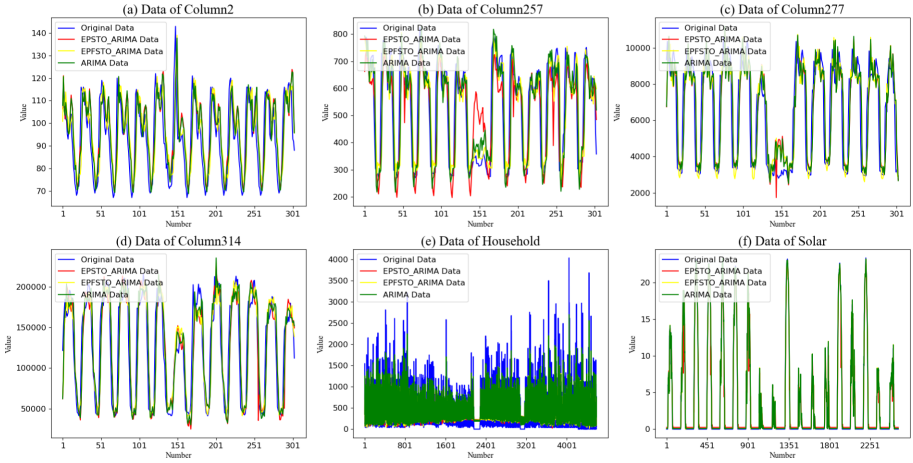 (a) Data of Column2
Original Data
EPSTO_ARIMA Data
EPFSTO_ARIMA Data
ARIMA Data
Value
140
130
120
110
100
90
80
70
1 51 101 151 201 251 301
Number
(b) Data of Column257
Original Data
EPSTO_ARIMA Data
EPFSTO_ARIMA Data
ARIMA Data
Value
800
700
600
500
400
300
200
1 51 101 151 201 251 301
Number
(c) Data of Column277
Original Data
EPSTO_ARIMA Data
EPFSTO_ARIMA Data
ARIMA Data
Value
10000
8000
6000
4000
2000
1 51 101 151 201 251 301
Number
(d) Data of Column314
Original Data
EPSTO_ARIMA Data
EPFSTO_ARIMA Data
ARIMA Data
Value
200000
150000
100000
50000
1 51 101 151 201 251 301
Number
(e) Data of Household
Original Data
EPSTO_ARIMA Data
EPFSTO_ARIMA Data
ARIMA Data
Value
4000
3500
3000
2500
2000
1500
1000
500
0
1 801 1601 2401 3201 4001
Number
(f) Data of Solar
Original Data
EPSTO_ARIMA Data
EPFSTO_ARIMA Data
ARIMA Data
Value
20
15
10
5
0
1 451 901 1351 1801 2251
Number